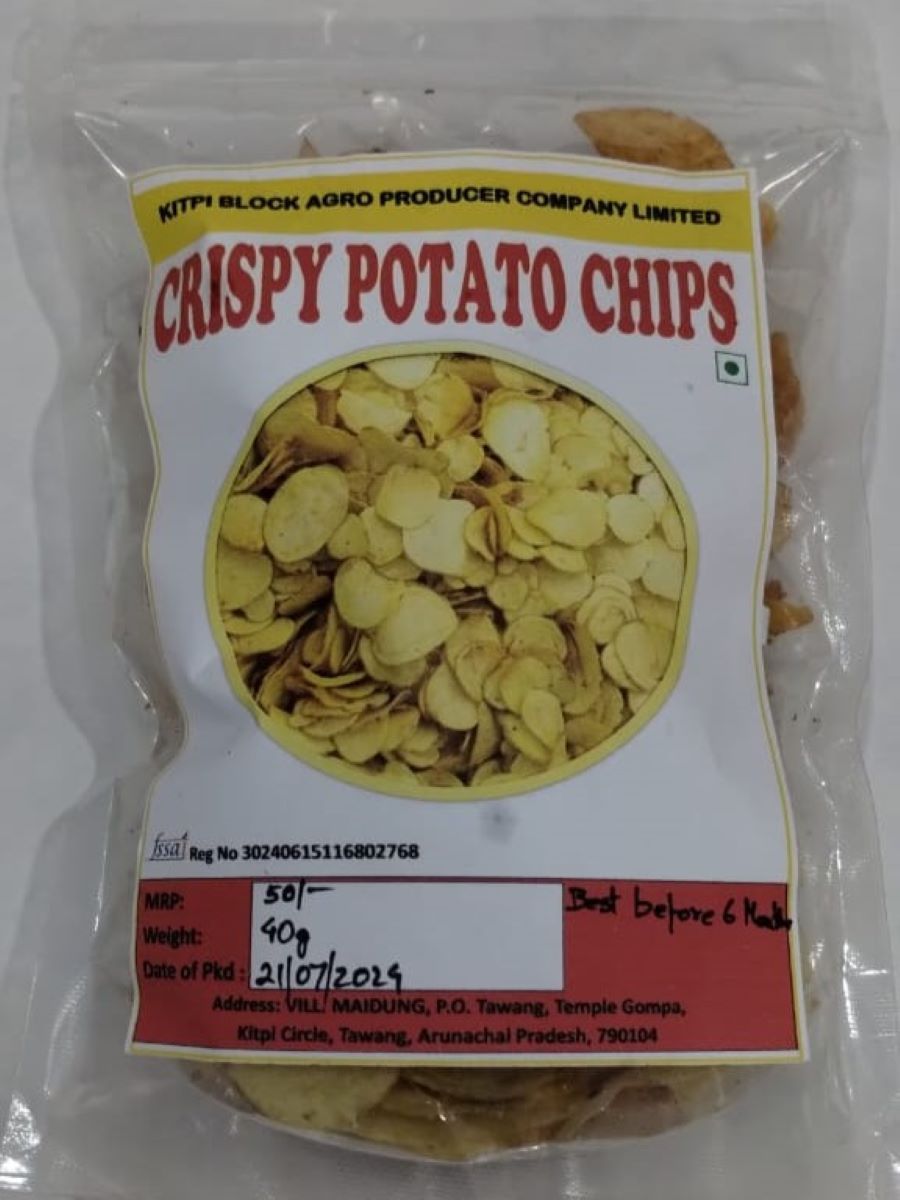 KITPI BLOCK AGRO PRODUCER COMPANY LIMITED
CRISPY POTATO CHIPS
fssai Reg No 30240615116802768
MRP: 50/-
Best before 6 Months
Weight: 40g
Date of Pkd : 21/07/2024
Address: VILL. MAIDUNG, P.O. Tawang, Temple Gompa,
Kitpi Circle, Tawang, Arunachal Pradesh, 790104